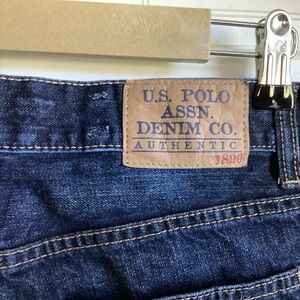 U.S. POLO
ASSN.
DENIM CO.
AUTHENTIC
1890